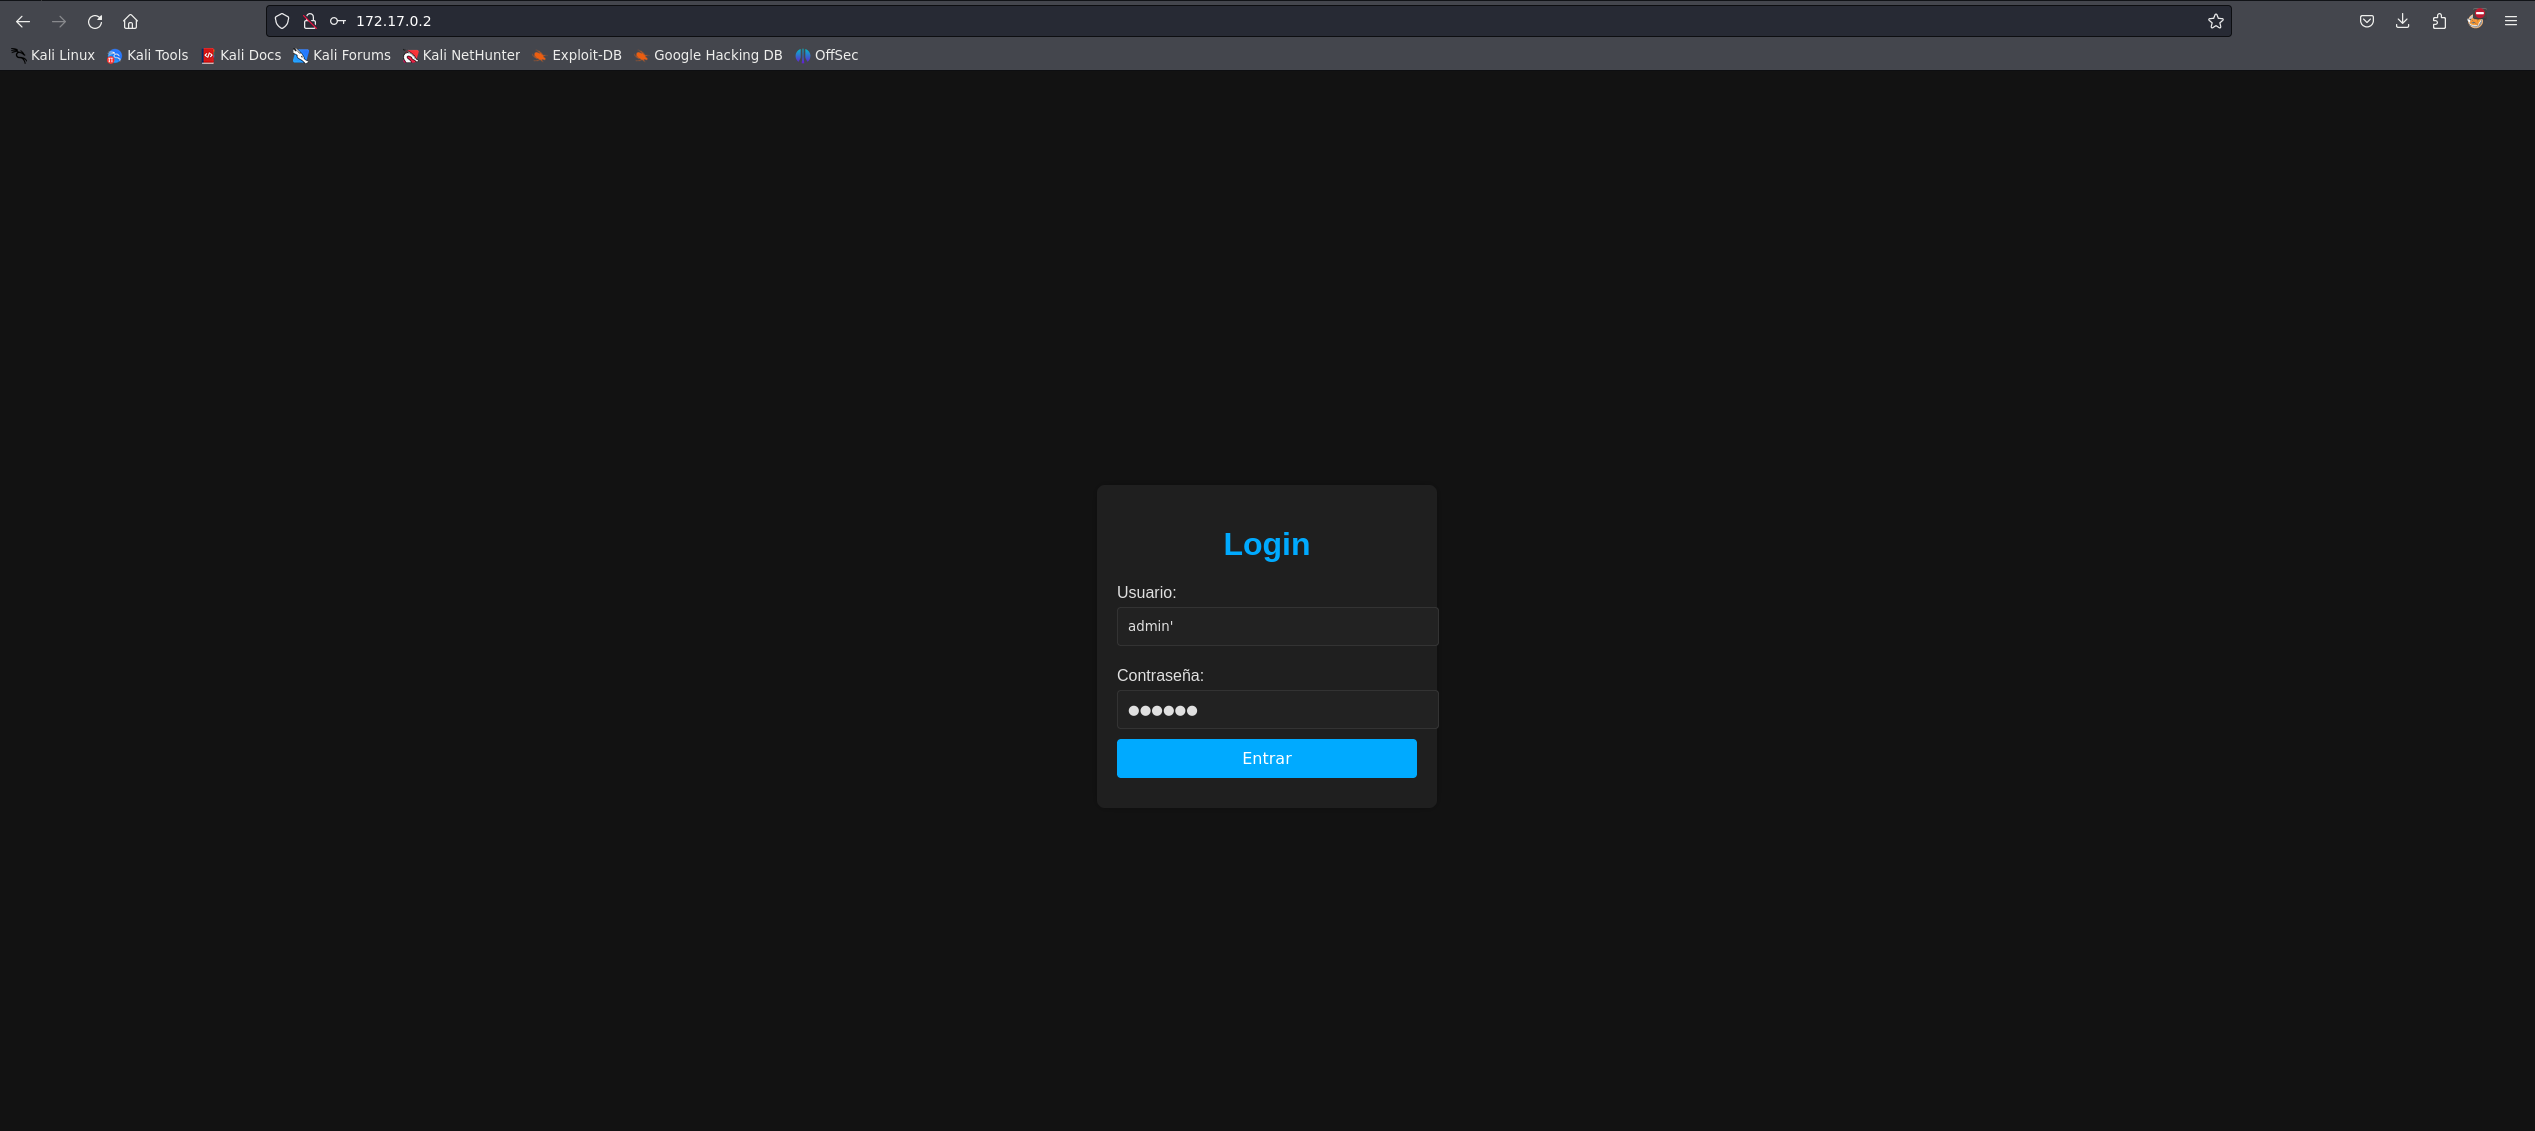 172.17.0.2
Kali Linux Kali Tools Kali Docs Kali Forums Kali NetHunter Exploit-DB Google Hacking DB OffSec
Login
Usuario:
admin'
Contraseña:
●●●●●●
Entrar